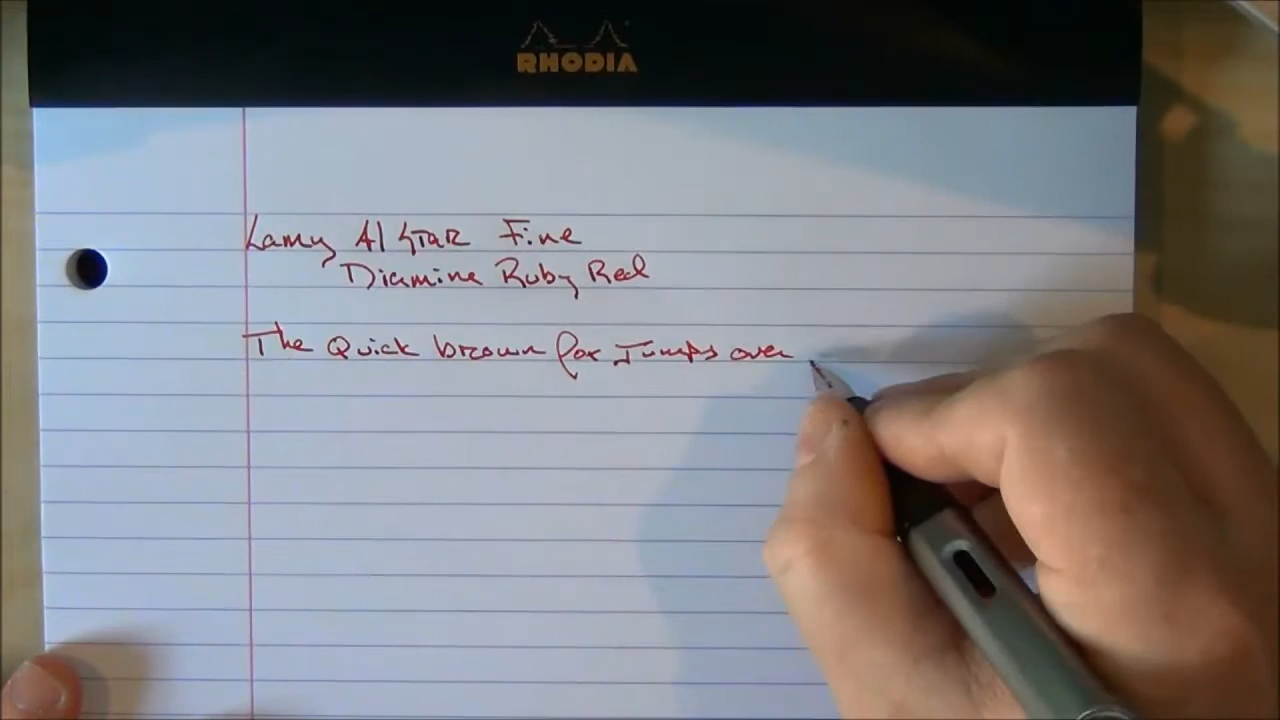 RHODIA
Lamy Al Star Fine
Diamine Ruby Red
The Quick brown fox Jumps over